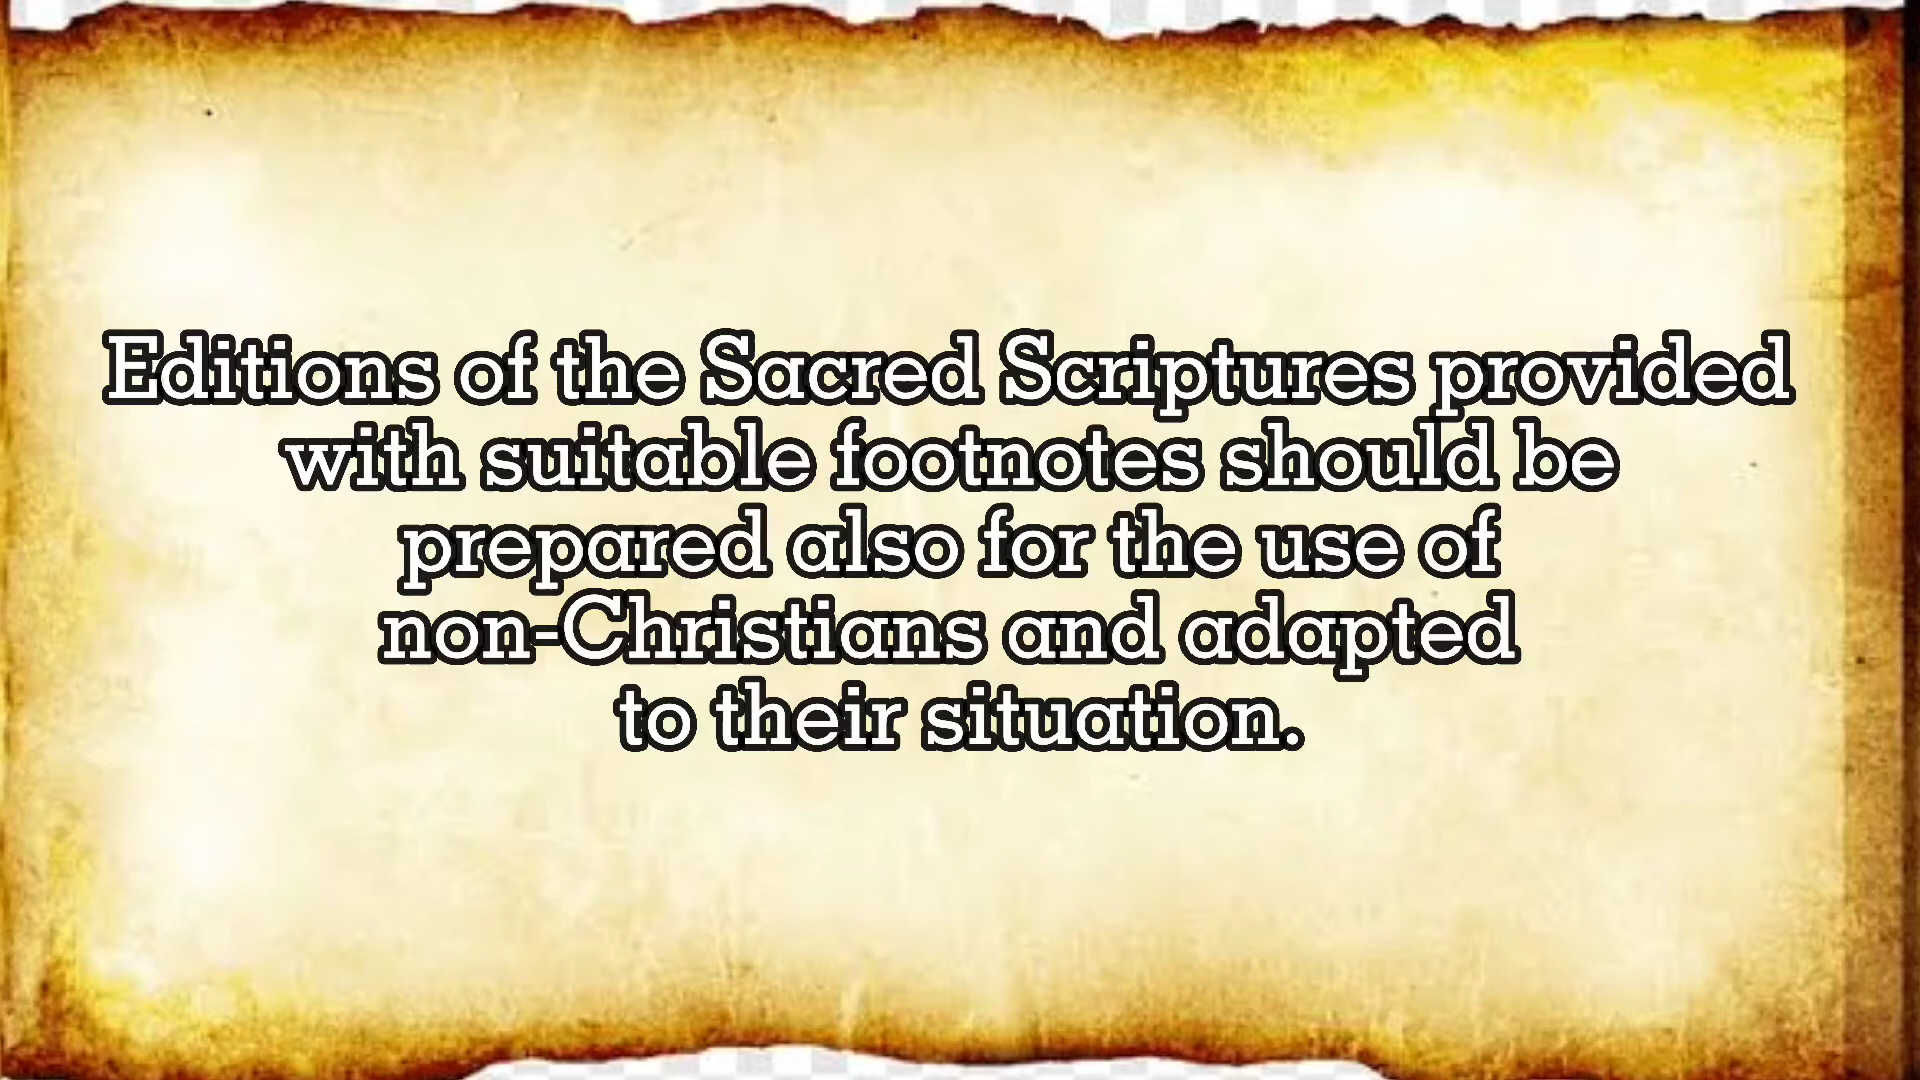 Editions of the Sacred Scriptures provided
with suitable footnotes should be
prepared also for the use of
non-Christians and adapted
to their situation.